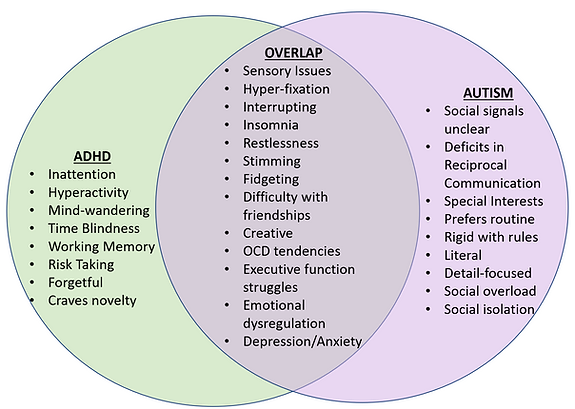 ADHD
• Inattention
• Hyperactivity
• Mind-wandering
• Time Blindness
• Working Memory
• Risk Taking
• Forgetful
• Craves novelty
OVERLAP
• Sensory Issues
• Hyper-fixation
• Interrupting
• Insomnia
• Restlessness
• Stimming
• Fidgeting
• Difficulty with
friendships
• Creative
• OCD tendencies
• Executive function
struggles
• Emotional
dysregulation
• Depression/Anxiety
AUTISM
• Social signals
unclear
• Deficits in
Reciprocal
Communication
• Special Interests
• Prefers routine
• Rigid with rules
• Literal
• Detail-focused
• Social overload
• Social isolation